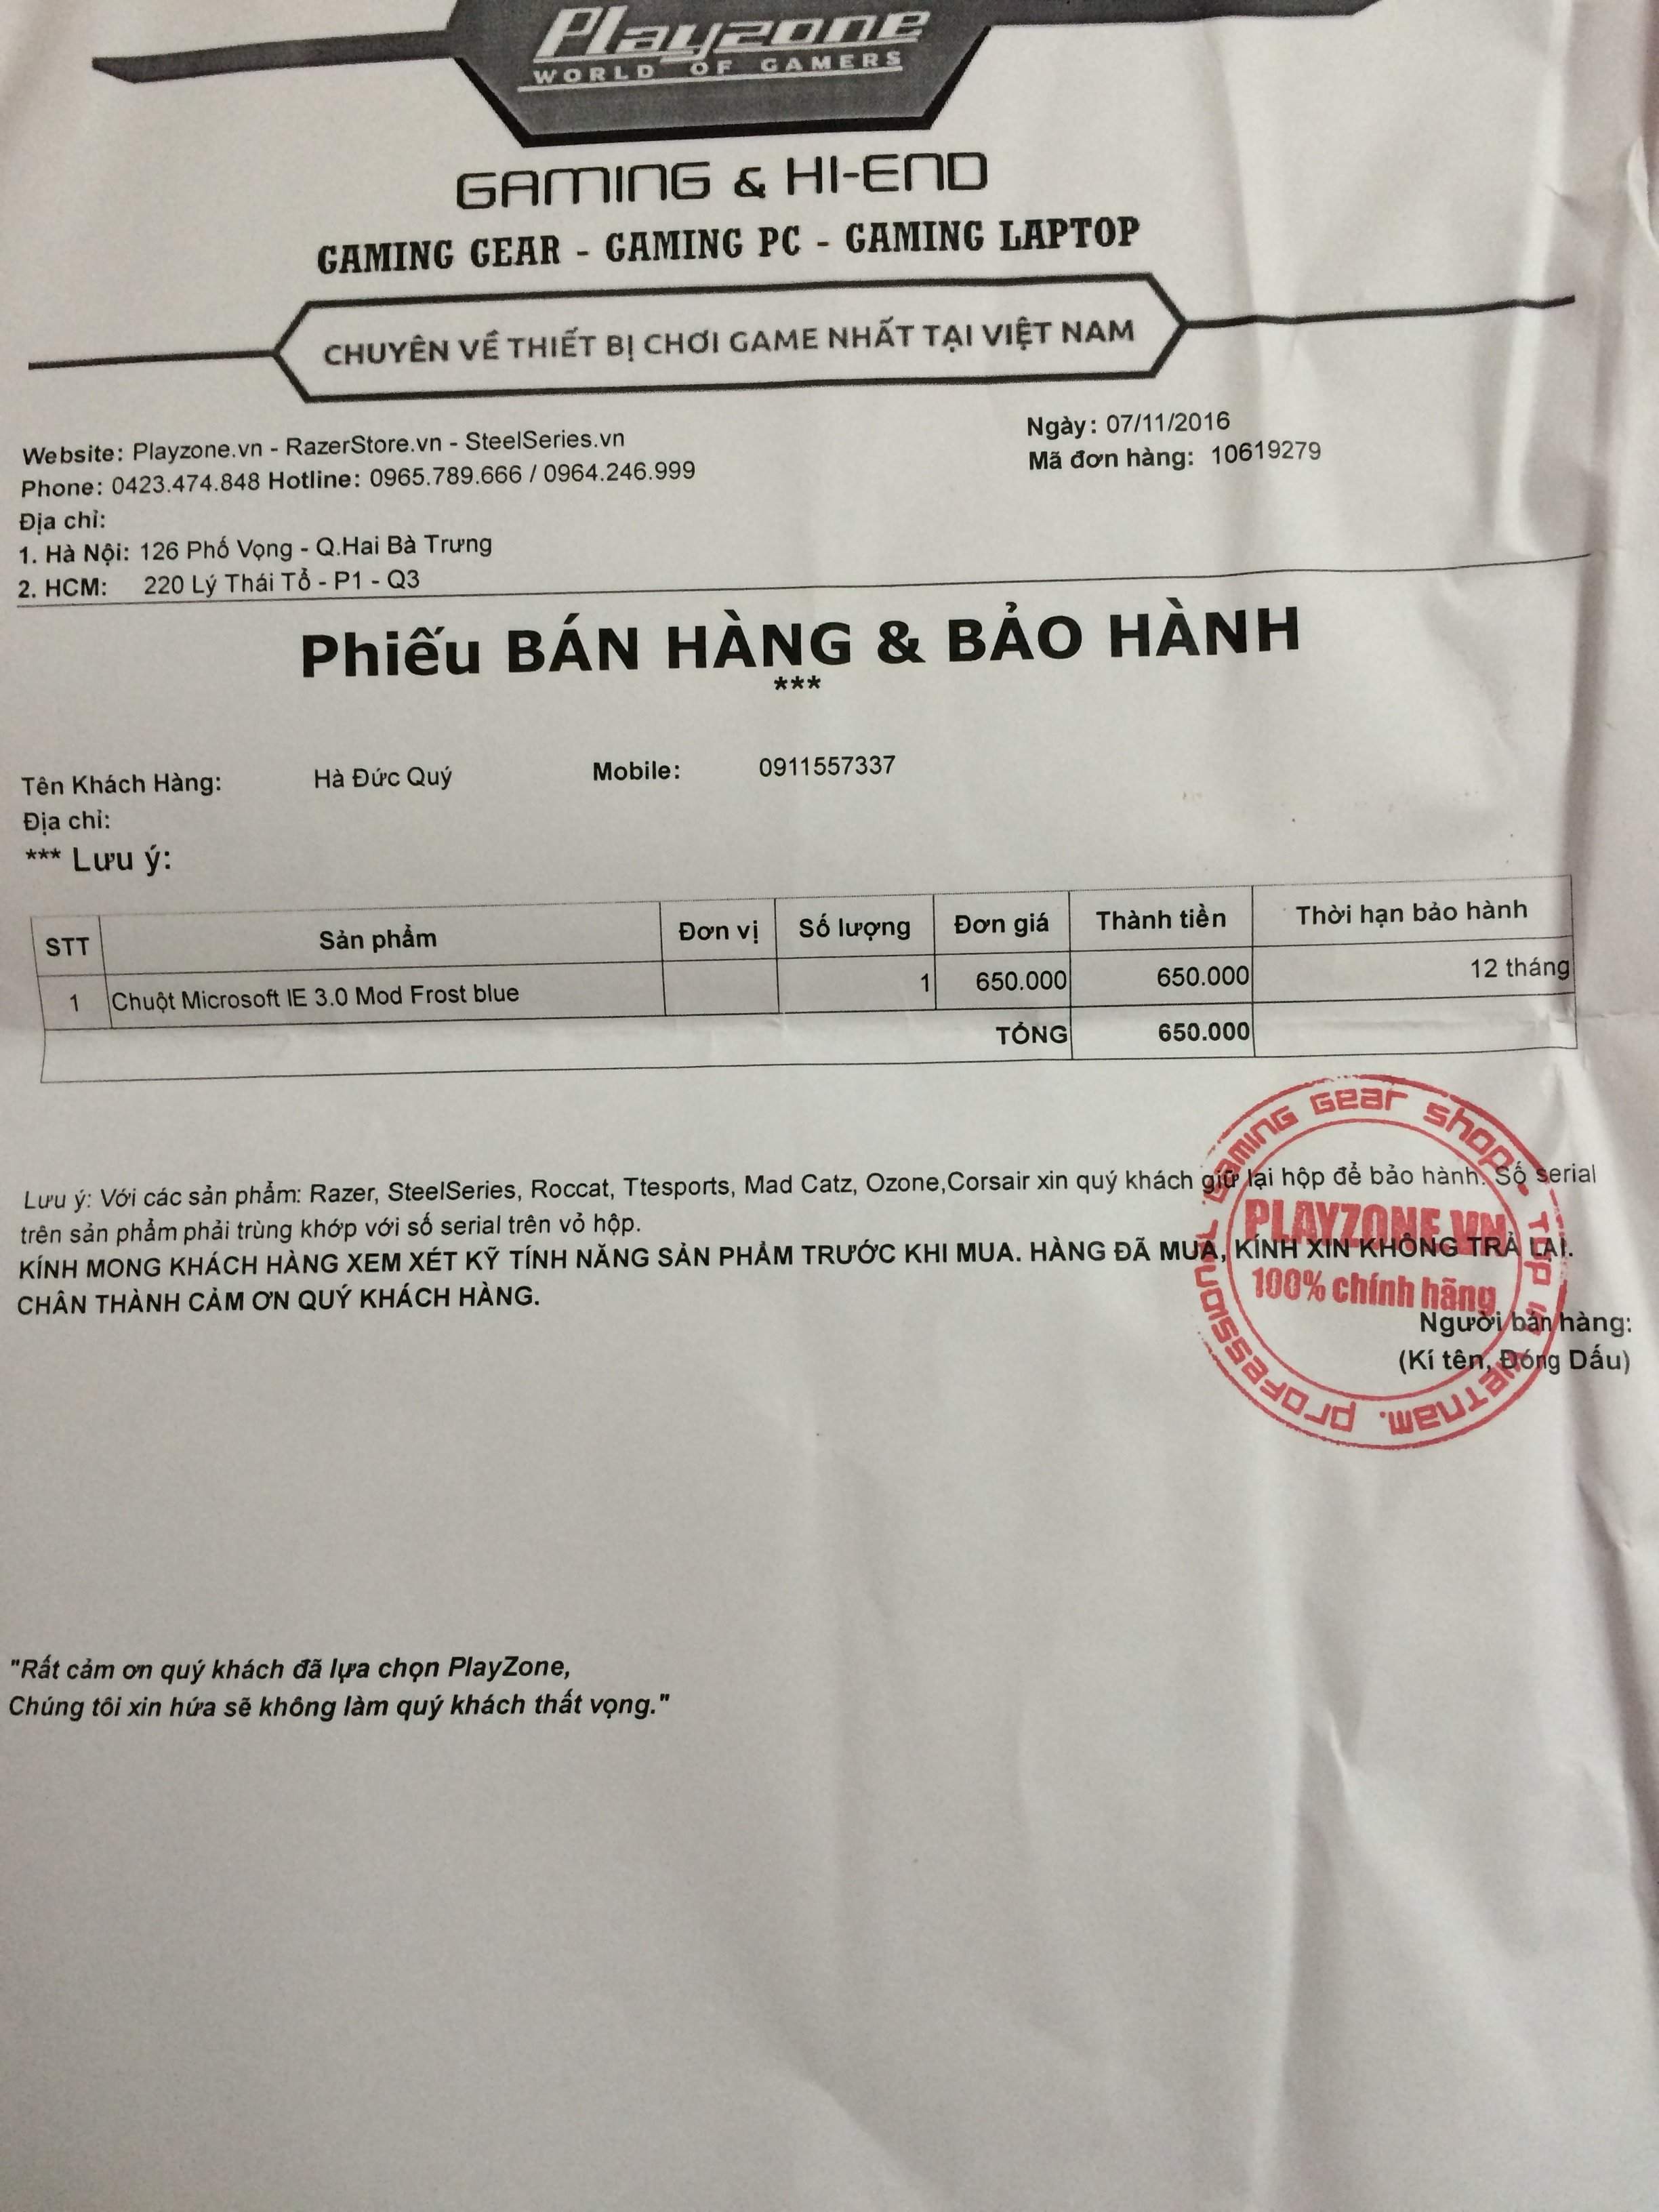 Playzone
WORLD OF GAMERS
GAMING & HI-END
GAMING GEAR - GAMING PC - GAMING LAPTOP
CHUYÊN VỀ THIẾT BỊ CHƠI GAME NHẤT TẠI VIỆT NAM
Website: Playzone.vn - RazerStore.vn - SteelSeries.vn
Phone: 0423.474.848 Hotline: 0965.789.666 / 0964.246.999
Địa chỉ:
1. Hà Nội: 126 Phố Vọng - Q.Hai Bà Trưng
2. HCM: 220 Lý Thái Tổ - P1 - Q3
Ngày: 07/11/2016
Mã đơn hàng: 10619279
Phiếu BÁN HÀNG & BẢO HÀNH
***
Tên Khách Hàng: Hà Đức Quý Mobile: 0911557337
Địa chỉ:
*** Lưu ý:
STT Sản phẩm Đơn vị Số lượng Đơn giá Thành tiền Thời hạn bảo hành
1 Chuột Microsoft IE 3.0 Mod Frost blue 1 650.000 650.000 12 tháng
TỔNG 650.000
Lưu ý: Với các sản phẩm: Razer, SteelSeries, Roccat, Ttesports, Mad Catz, Ozone,Corsair xin quý khách giữ lại hộp để bảo hành. Số serial
trên sản phẩm phải trùng khớp với số serial trên vỏ hộp.
KÍNH MONG KHÁCH HÀNG XEM XÉT KỸ TÍNH NĂNG SẢN PHẨM TRƯỚC KHI MUA. HÀNG ĐÃ MUA, KÍNH XIN KHÔNG TRẢ LẠI.
CHÂN THÀNH CẢM ƠN QUÝ KHÁCH HÀNG.
Professional Gaming Gear Shop. Top in Vietnam.
PLAYZONE.VN
100% chính hãng
Người bán hàng:
(Kí tên, Đóng Dấu)
"Rất cảm ơn quý khách đã lựa chọn PlayZone,
Chúng tôi xin hứa sẽ không làm quý khách thất vọng."